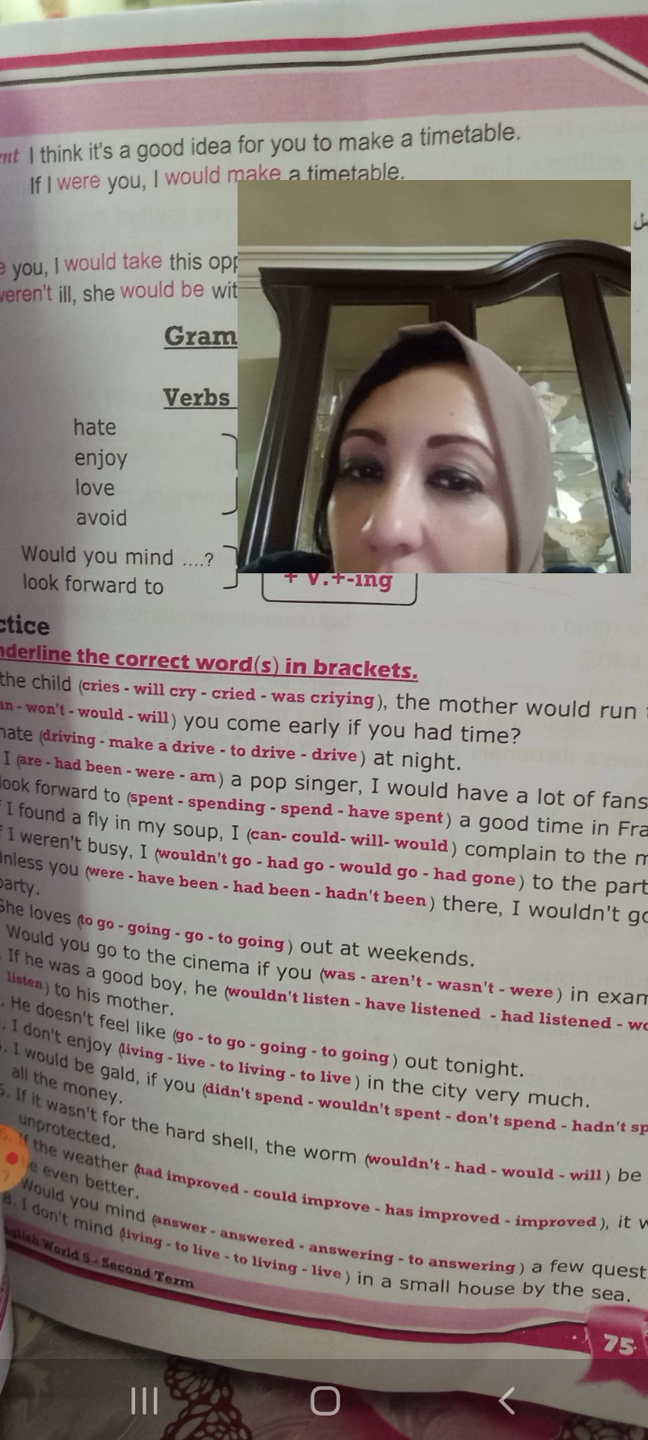 I think it's a good idea for you to make a timetable.
If I were you, I would make a timetable.
you, I would take this
weren't ill, she would be
Verbs
hate
enjoy
love
avoid
Would you mind ....?
look forward to
+ V.+-ing
underline the correct word(s) in brackets.
the child (cries - will cry - cried - was criying), the mother would run
- won't - would - will) you come early if you had time?
hate (driving - make a drive - to drive - drive) at night.
I (are - had been - were - am) a pop singer, I would have a lot of fans
look forward to (spent - spending - spend - have spent) a good time in
I found a fly in my soup, I (can- could- will- would) complain to the
I weren't busy, I (wouldn't go - had go - would go - had gone) to the
Unless you (were - have been - had been - hadn't been) there, I wouldn't
party.
She loves (to go - going - go - to going) out at weekends.
Would you go to the cinema if you (was - aren't - wasn't - were) in
. If he was a good boy, he (wouldn't listen - have listened - had listened -
listen) to his mother.
. He doesn't feel like (go - to go - going - to going) out tonight.
. I don't enjoy (living - live - to living - to live) in the city very much.
. I would be gald, if you (didn't spend - wouldn't spent - don't spend - hadn't
all the money.
. If it wasn't for the hard shell, the worm (wouldn't - had - would - will) be
unprotected.
the weather (had improved - could improve - has improved - improved), it
be even better.
Would you mind (answer - answered - answering - to answering) a few
8. I don't mind (living - to live - to living - live) in a small house by the sea.
English World 5 - Second Term
75